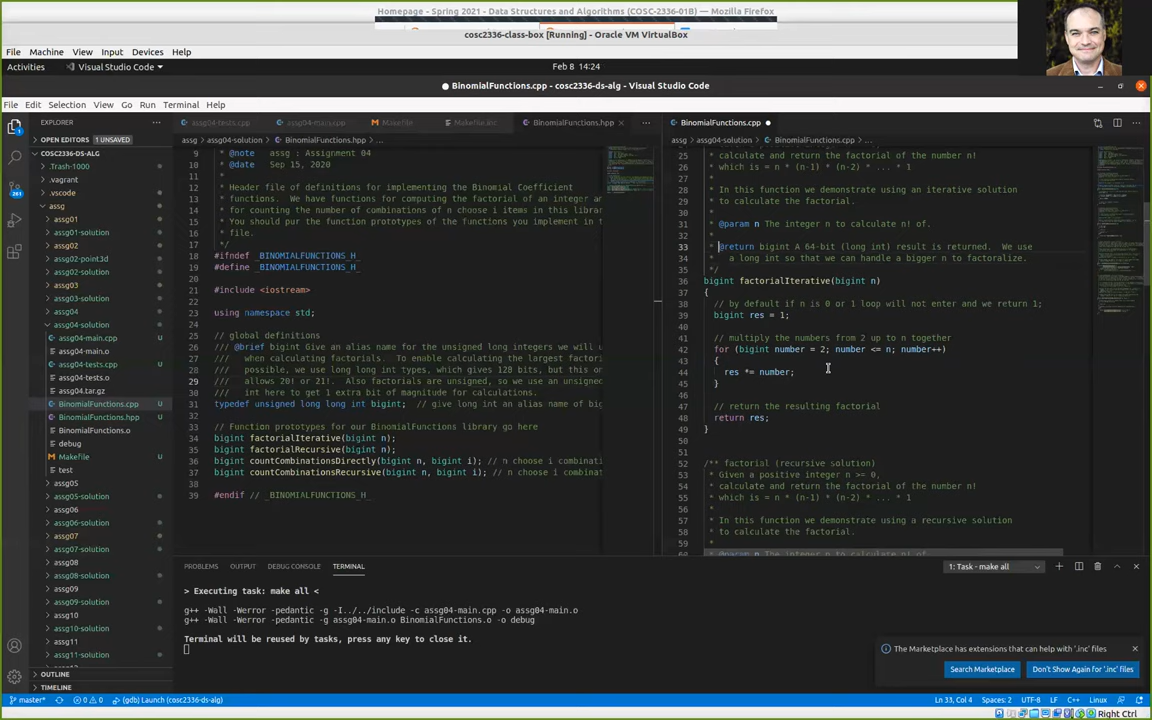 Homepage - Spring 2021 - Data Structures and Algorithms (COSC-2336-01B) — Mozilla Firefox
cosc2336-class-box [Running] - Oracle VM VirtualBox
File Machine View Input Devices Help
Activities Visual Studio Code Feb 8 14:24
● BinomialFunctions.cpp - cosc2336-ds-alg - Visual Studio Code
File Edit Selection View Go Run Terminal Help
EXPLORER
OPEN EDITORS 1 UNSAVED
COSC2336-DS-ALG
.Trash-1000
.vagrant
.vscode
assg
assg01
assg01-solution
assg02
assg02-point3d
assg02-solution
assg03
assg03-solution
assg04
assg04-solution
assg04-main.cpp U
assg04-main.o
assg04-tests.cpp U
assg04-tests.o
assg04.tar.gz
BinomialFunctions.cpp U
BinomialFunctions.hpp U
BinomialFunctions.o
debug
Makefile U
test
assg05
assg05-solution
assg06
assg06-solution
assg07
assg07-solution
assg08
assg08-solution
assg09
assg09-solution
assg10
assg10-solution
assg11
OUTLINE
TIMELINE
assg04-tests.cpp assg04-main.cpp Makefile Makefile.inc BinomialFunctions.hpp
assg > assg04-solution > BinomialFunctions.hpp > ...
9 * @note assg : Assignment 04
10 * @date Sep 15, 2020
11 *
12 * Header file of definitions for implementing the Binomial Coefficient
13 * functions. We have functions for computing the factorial of an integer an
14 * for counting the number of combinations of n choose i items in this librar
15 * You should pur the function prototypes of the functions you implement in t
16 * file.
17 */
18 #ifndef _BINOMIALFUNCTIONS_H_
19 #define _BINOMIALFUNCTIONS_H_
20
21 #include <iostream>
22
23 using namespace std;
24
25 // global definitions
26 /// @brief bigint Give an alias name for the unsigned long integers we will u
27 /// when calculating factorials. To enable calculating the largest factor
28 /// possible, we use long long int types, which gives 128 bits, but this on
29 /// allows 20! or 21!. Also factorials are unsigned, so we use an unsigned
30 /// int here to get 1 extra bit of magnitude for calculations.
31 typedef unsigned long long int bigint; // give long int an alias name of big
32
33 // Function prototypes for our BinomialFunctions library go here
34 bigint factorialIterative(bigint n);
35 bigint factorialRecursive(bigint n);
36 bigint countCombinationsDirectly(bigint n, bigint i); // n choose i combinatio
37 bigint countCombinationsRecursive(bigint n, bigint i); // n choose i combinati
38
39 #endif // _BINOMIALFUNCTIONS_H_
BinomialFunctions.cpp ●
assg > assg04-solution > BinomialFunctions.cpp > ...
25 * calculate and return the factorial of the number n!
26 * which is = n * (n-1) * (n-2) * ... * 1
27 *
28 * In this function we demonstrate using an iterative solution
29 * to calculate the factorial.
30 *
31 * @param n The integer n to calculate n! of.
32 *
33 * @return bigint A 64-bit (long int) result is returned. We use
34 * a long int so that we can handle a bigger n to factorialize.
35 */
36 bigint factorialIterative(bigint n)
37 {
38 // by default if n is 0 or 1 loop will not enter and we return 1;
39 bigint res = 1;
40
41 // multiply the numbers from 2 up to n together
42 for (bigint number = 2; number <= n; number++)
43 {
44 res *= number;
45 }
46
47 // return the resulting factorial
48 return res;
49 }
50
51
52 /** factorial (recursive solution)
53 * Given a positive integer n >= 0,
54 * calculate and return the factorial of the number n!
55 * which is = n * (n-1) * (n-2) * ... * 1
56 *
57 * In this function we demonstrate using a recursive solution
58 * to calculate the factorial.
59 *
60 * @param n The integer n to calculate n! of.
PROBLEMS OUTPUT DEBUG CONSOLE TERMINAL 1: Task - make all
> Executing task: make all <
g++ -Wall -Werror -pedantic -g -I../../include -c assg04-main.cpp -o assg04-main.o
g++ -Wall -Werror -pedantic -g assg04-main.o BinomialFunctions.o -o debug
Terminal will be reused by tasks, press any key to close it.
The Marketplace has extensions that can help with '.inc' files
Search Marketplace Don't Show Again for '.inc' files
master* 0 0 (gdb) Launch (cosc2336-ds-alg) Ln 33, Col 4 Spaces: 2 UTF-8 LF C++ Linux
Right Ctrl